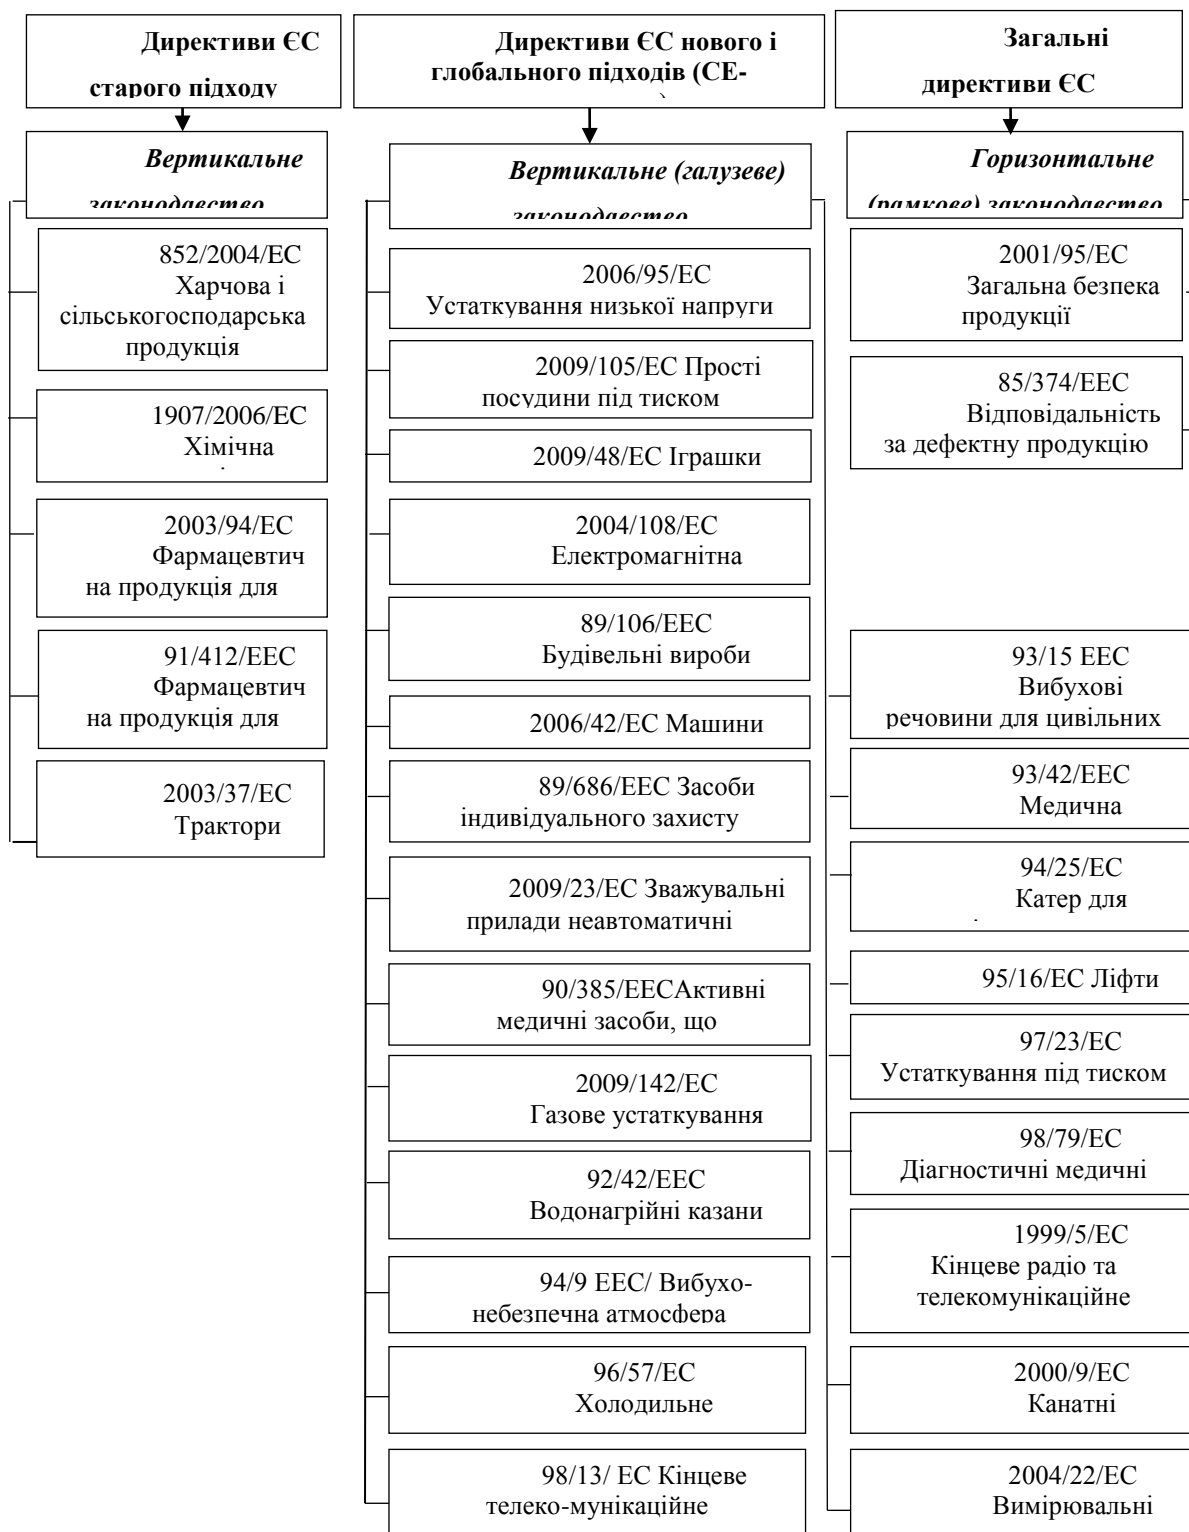 Директиви ЄС
старого підходу
Вертикальне
законодавство
852/2004/ЕС
Харчова і
сільськогосподарська
продукція
1907/2006/ЕС
Хімічна
2003/94/ЕС
Фармацевтич
на продукція для
91/412/ЕЕС
Фармацевтич
на продукція для
2003/37/ЕС
Трактори
Директиви ЄС нового і
глобального підходів (СЕ-
Вертикальне (галузеве)
законодавство
2006/95/ЕС
Устаткування низької напруги
2009/105/ЕС Прості
посудини під тиском
2009/48/ЕС Іграшки
2004/108/ЕС
Електромагнітна
89/106/ЕЕС
Будівельні вироби
2006/42/ЕС Машини
89/686/ЕЕС Засоби
індивідуального захисту
2009/23/ЕС Зважувальні
прилади неавтоматичні
90/385/ЕЕСАктивні
медичні засоби, що
2009/142/ЕС
Газове устаткування
92/42/ЕЕС
Водонагрійні казани
94/9 ЕЕС/ Вибухо-
небезпечна атмосфера
96/57/ЕС
Холодильне
98/13/ ЕС Кінцеве
телеко-мунікаційне
Загальні
директиви ЄС
Горизонтальне
(рамкове) законодавство
2001/95/ЕС
Загальна безпека
продукції
85/374/ЕЕС
Відповідальність
за дефектну продукцію
93/15 ЕЕС
Вибухові
речовини для цивільних
93/42/ЕЕС
Медична
94/25/ЕС
Катер для
95/16/ЕС Ліфти
97/23/ЕС
Устаткування під тиском
98/79/ЕС
Діагностичні медичні
1999/5/ЕС
Кінцеве радіо та
телекомунікаційне
2000/9/ЕС
Канатні
2004/22/ЕС
Вимірювальні